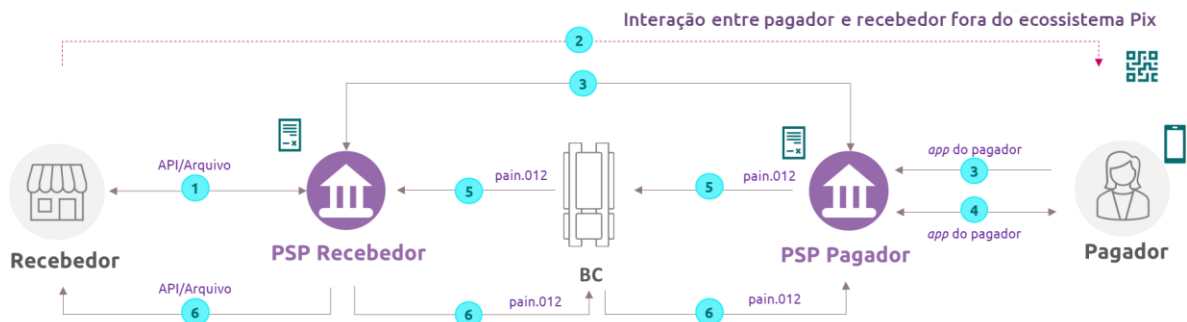 Interação entre pagador e recebedor fora do ecossistema Pix
2
3
API/Arquivo
1
pain.012
5
pain.012
5
app do pagador
3
4
app do pagador
Recebedor
PSP Recebedor
BC
PSP Pagador
Pagador
API/Arquivo
6
pain.012
6
pain.012
6